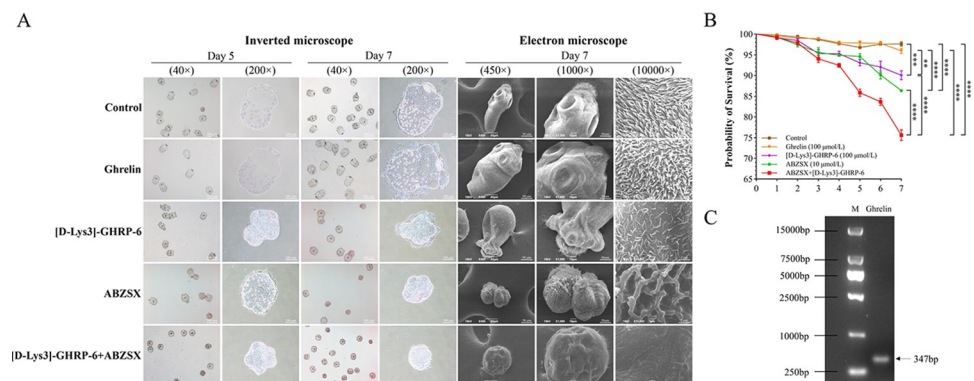 A
Inverted microscope
Electron microscope
Day 5
Day 7
Day 7
(40×)
(200×)
(40×)
(200×)
(450×)
(1000×)
(10000×)
Control
Ghrelin
[D-Lys3]-GHRP-6
ABZSX
[D-Lys3]-GHRP-6+ABZSX
B
Probability of Survival (%)
100
95
90
85
80
75
70
65
0
1
2
3
4
5
6
7
Control
Ghrelin (100 μmol/L)
[D-Lys3]-GHRP-6 (100 μmol/L)
ABZSX (10 μmol/L)
ABZSX+[D-Lys3]-GHRP-6
***
**
****
****
****
****
****
****
C
M Ghrelin
15000bp
7500bp
5000bp
2500bp
1000bp
250bp
347bp